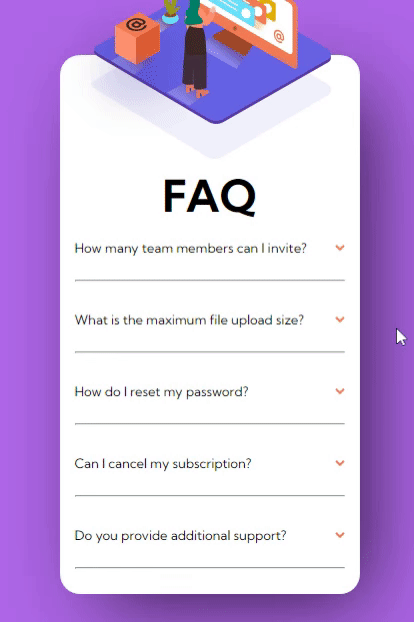 @
@
FAQ
How many team members can I invite?
What is the maximum file upload size?
How do I reset my password?
Can I cancel my subscription?
Do you provide additional support?